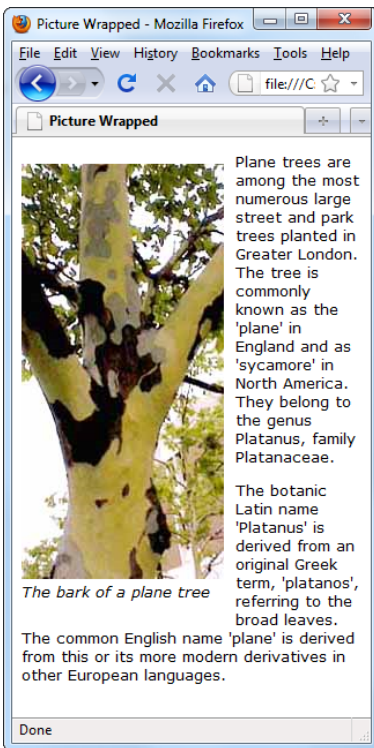 Picture Wrapped - Mozilla Firefox
File Edit View History Bookmarks Tools Help
file:///C
Picture Wrapped
Plane trees are
among the most
numerous large
street and park
trees planted in
Greater London.
The tree is
commonly
known as the
'plane' in
England and as
'sycamore' in
North America.
They belong to
the genus
Platanus, family
Platanaceae.
The botanic
Latin name
'Platanus' is
derived from an
original Greek
term, 'platanos',
referring to the
broad leaves.
The bark of a plane tree
The common English name 'plane' is derived
from this or its more modern derivatives in
other European languages.
Done